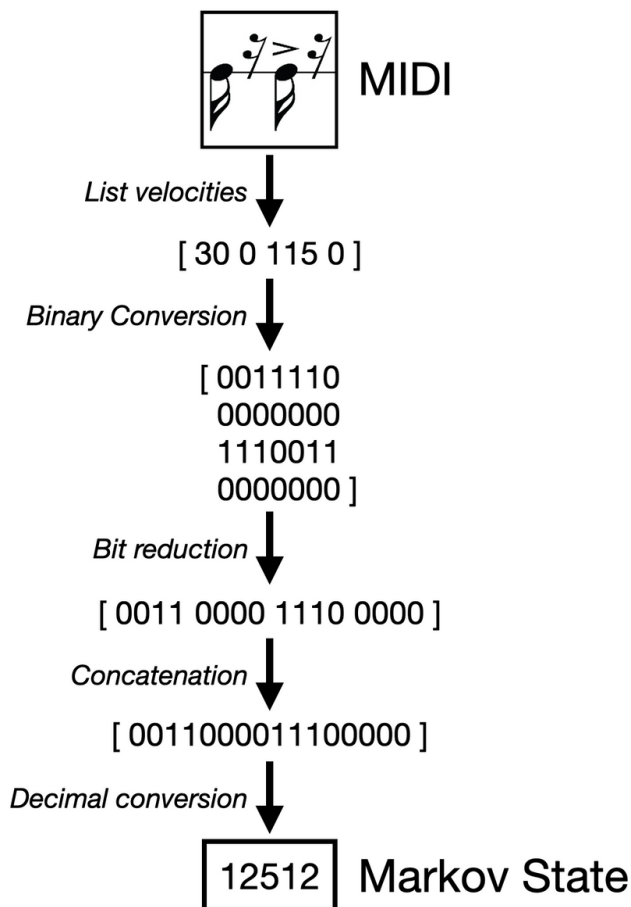 MIDI
List velocities
[ 30 0 115 0 ]
Binary Conversion
[ 0011110
0000000
1110011
0000000 ]
Bit reduction
[ 0011 0000 1110 0000 ]
Concatenation
[ 0011000011100000 ]
Decimal conversion
12512 Markov State